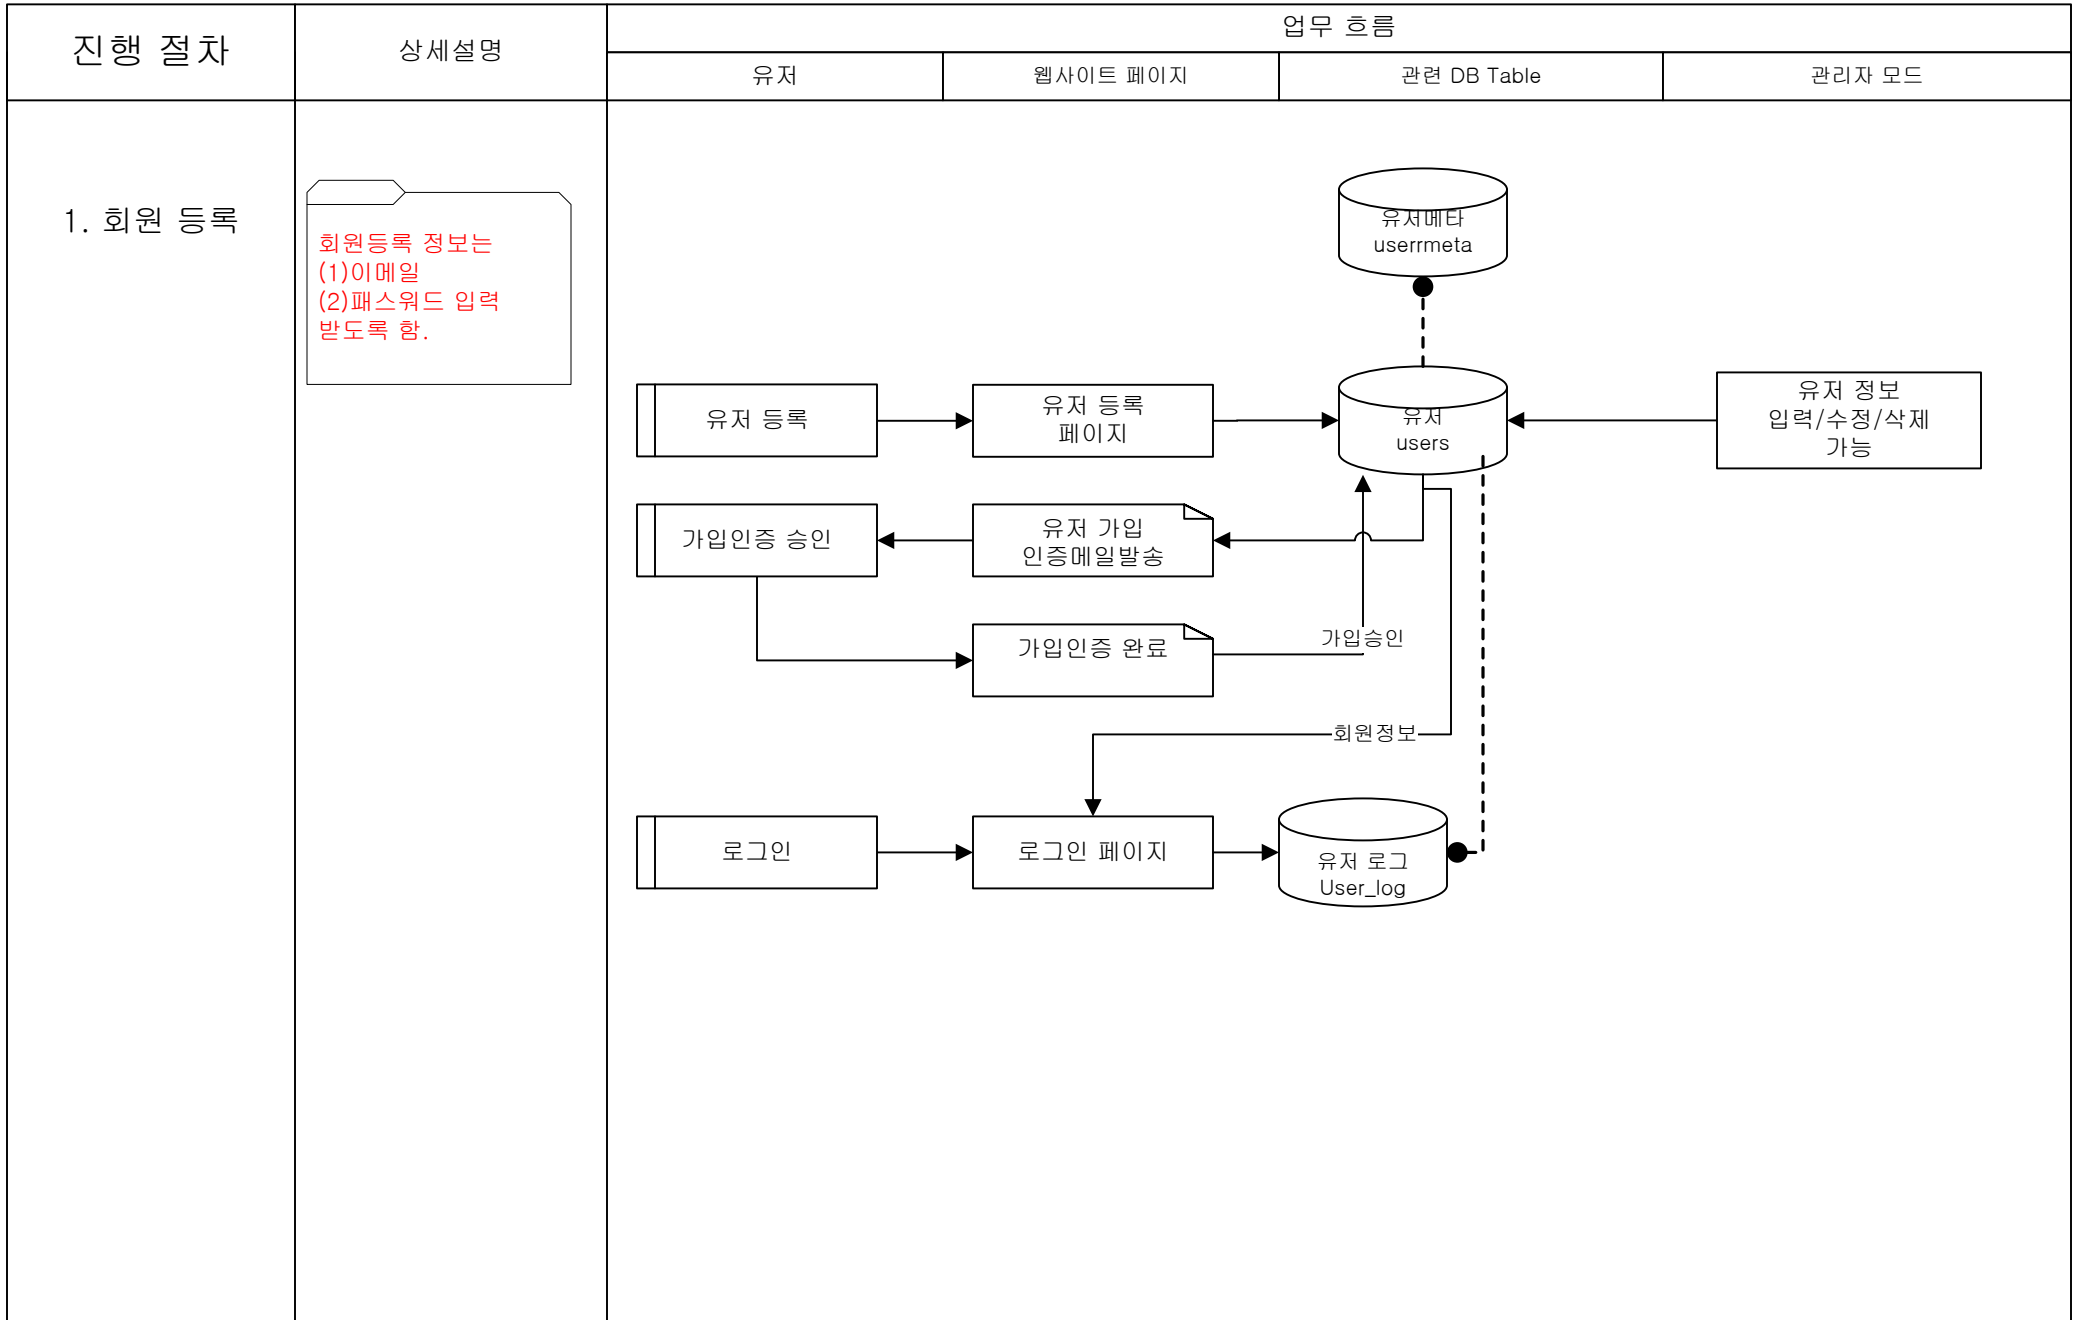 진행 절차
상세설명
업무 흐름
유저
웹사이트 페이지
관련 DB Table
관리자 모드
1. 회원 등록
회원등록 정보는
(1)이메일
(2)패스워드 입력
받도록 함.
유저메타
userrmeta
유저 등록
유저 등록
페이지
유저
users
유저 정보
입력/수정/삭제
가능
가입인증 승인
유저 가입
인증메일발송
가입인증 완료
가입승인
회원정보
로그인
로그인 페이지
유저 로그
User_log